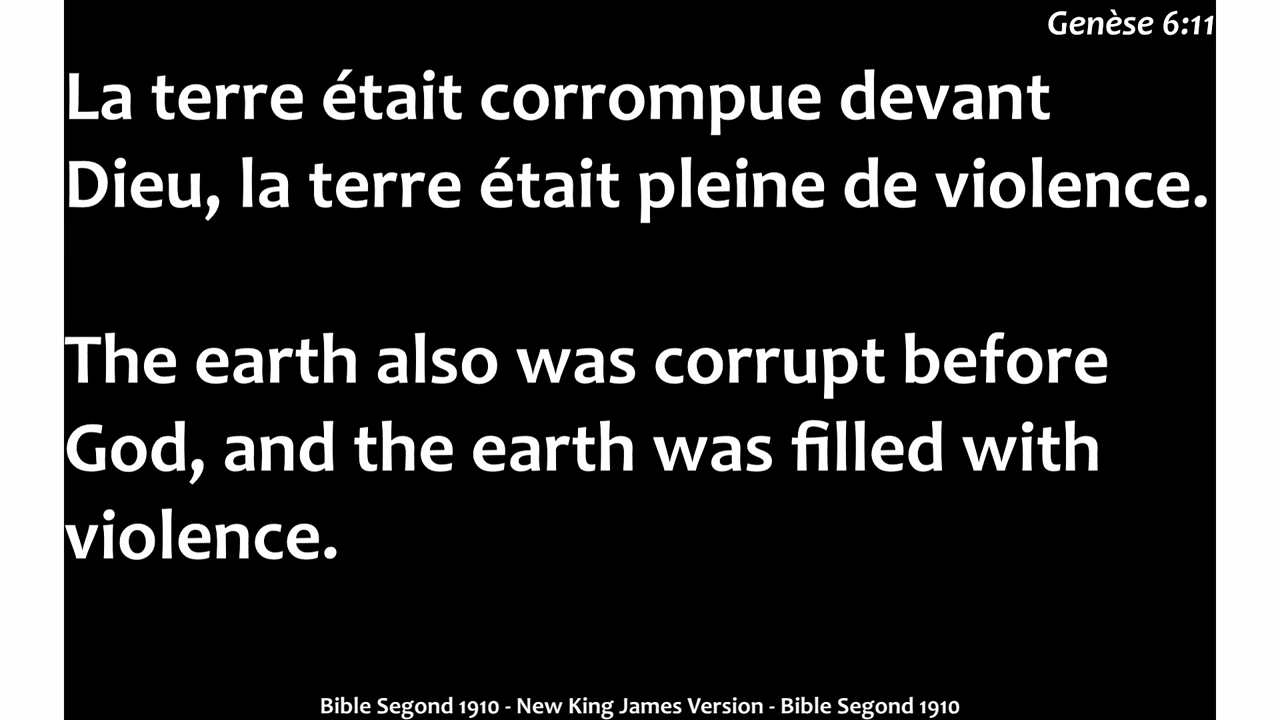 Genèse 6:11
La terre était corrompue devant
Dieu, la terre était pleine de violence.
The earth also was corrupt before
God, and the earth was filled with
violence.
Bible Segond 1910 - New King James Version - Bible Segond 1910